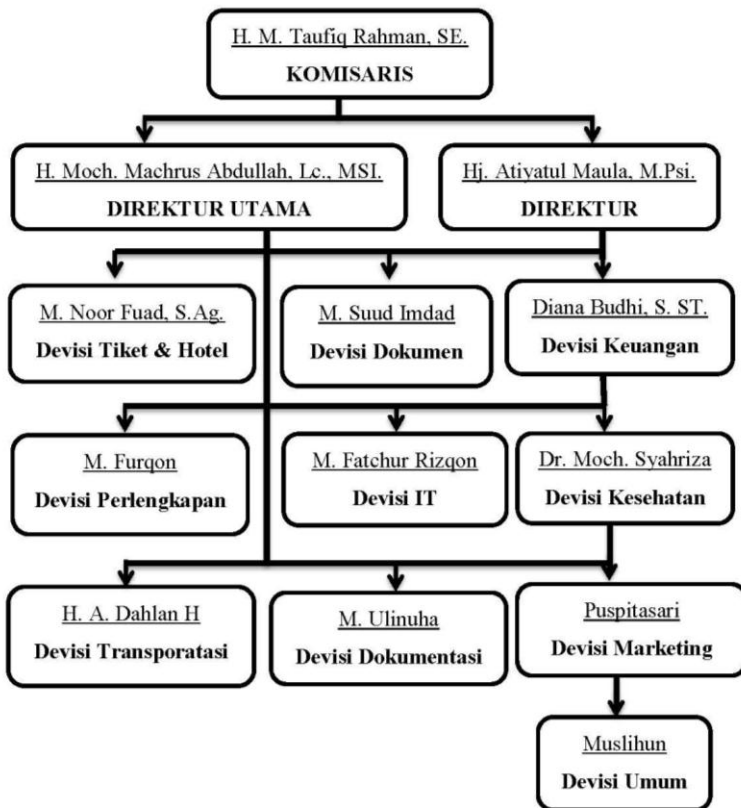 H. M. Taufiq Rahman, SE.
KOMISARIS
H. Moch. Machrus Abdullah, Lc., MSI.
DIREKTUR UTAMA
Hj. Atiyatul Maula, M.Psi.
DIREKTUR
M. Noor Fuad, S.Ag.
Devisi Tiket & Hotel
M. Suud Imdad
Devisi Dokumen
Diana Budhi, S. ST.
Devisi Keuangan
M. Furqon
Devisi Perlengkapan
M. Fatchur Rizqon
Devisi IT
Dr. Moch. Syahriza
Devisi Kesehatan
H. A. Dahlan H
Devisi Transporatasi
M. Ulinuha
Devisi Dokumentasi
Puspitasari
Devisi Marketing
Muslihun
Devisi Umum